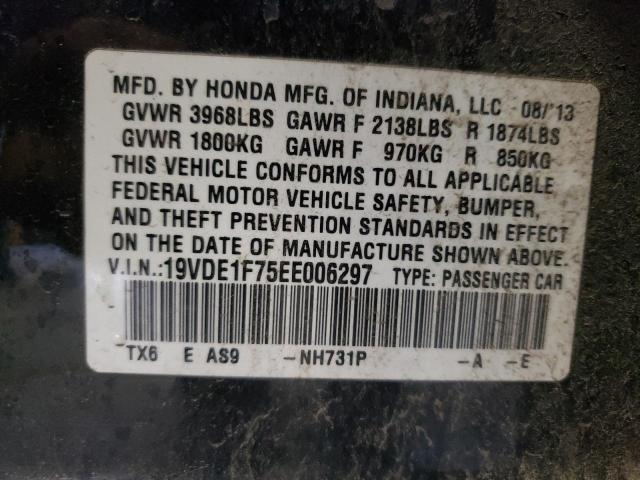 MFD. BY HONDA MFG. OF INDIANA, LLC 08/'13
GVWR 3968LBS GAWR F 2138LBS R 1874LBS
GVWR 1800KG GAWR F 970KG R 850KG
THIS VEHICLE CONFORMS TO ALL APPLICABLE
FEDERAL MOTOR VEHICLE SAFETY, BUMPER,
AND THEFT PREVENTION STANDARDS IN EFFECT
ON THE DATE OF MANUFACTURE SHOWN ABOVE.
V.I.N.:19VDE1F75EE006297 TYPE: PASSENGER CAR
TX6 E AS9 -NH731P -A -E